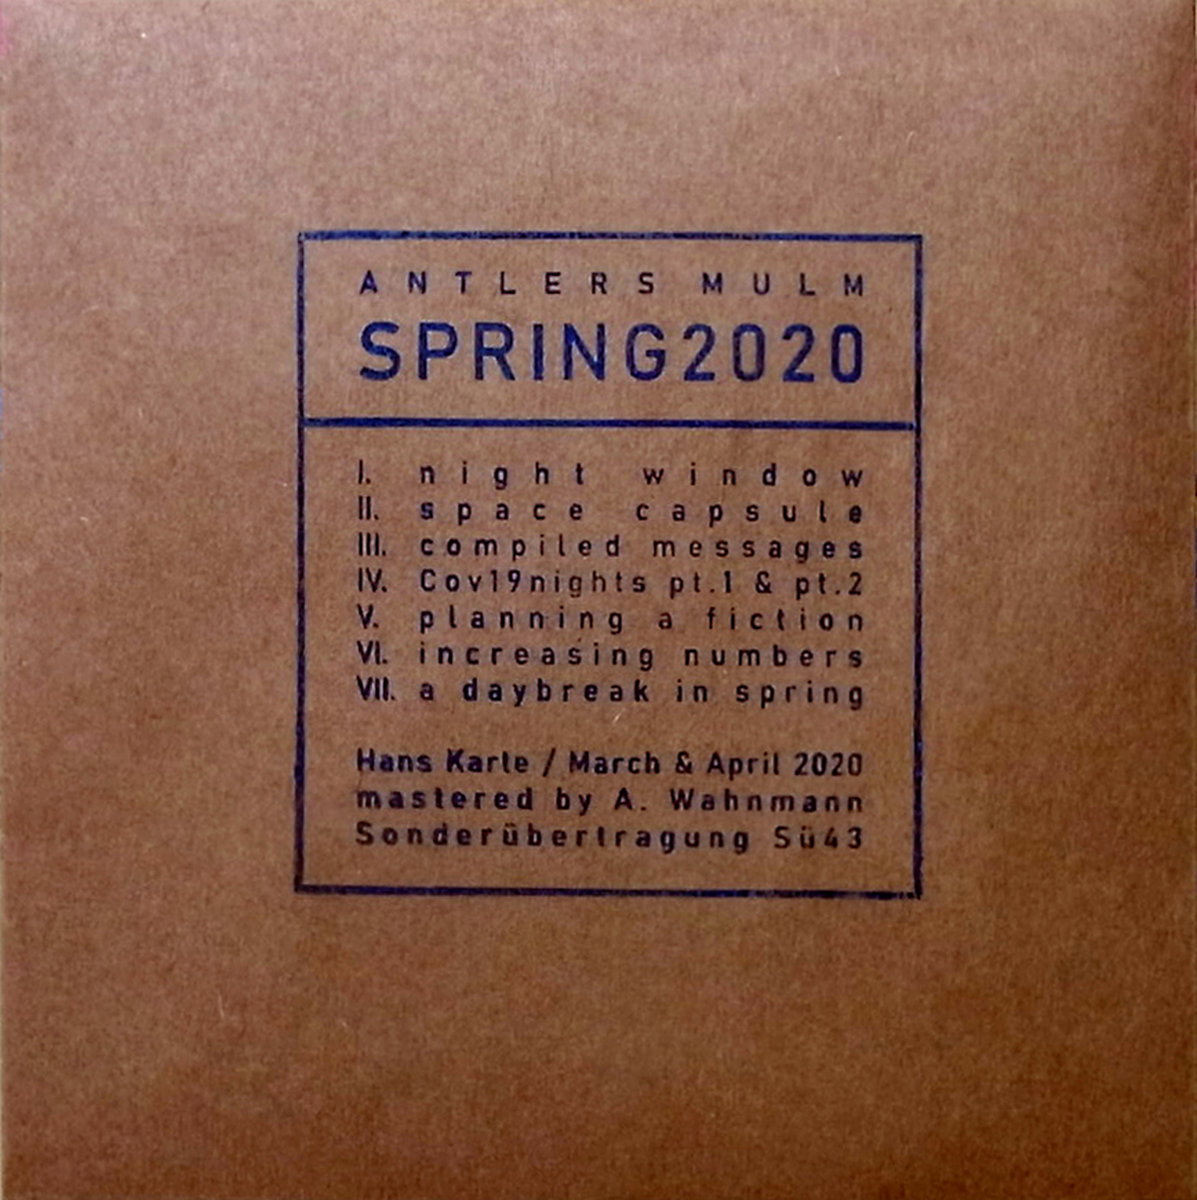 ANTLERS MULM
SPRING2020
I. night window
II. space capsule
III. compiled messages
IV. Cov19nights pt.1 & pt.2
V. planning a fiction
VI. increasing numbers
VII. a daybreak in spring
Hans Karte / March & April 2020
mastered by A. Wahnmann
Sonderübertragung Sü43